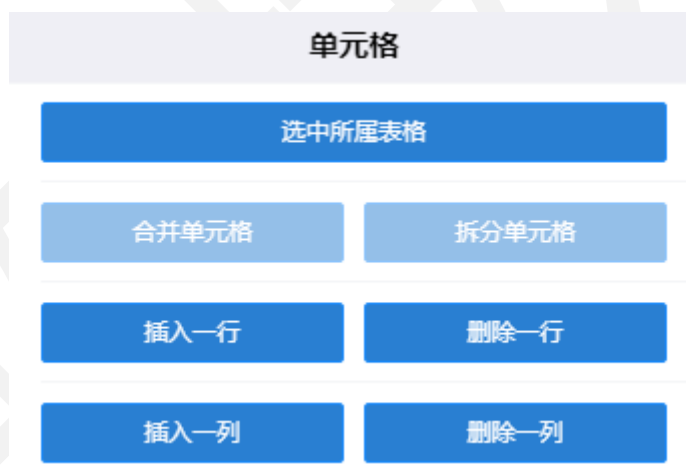 单元格
选中所属表格
合并单元格 拆分单元格
插入一行 删除一行
插入一列 删除一列